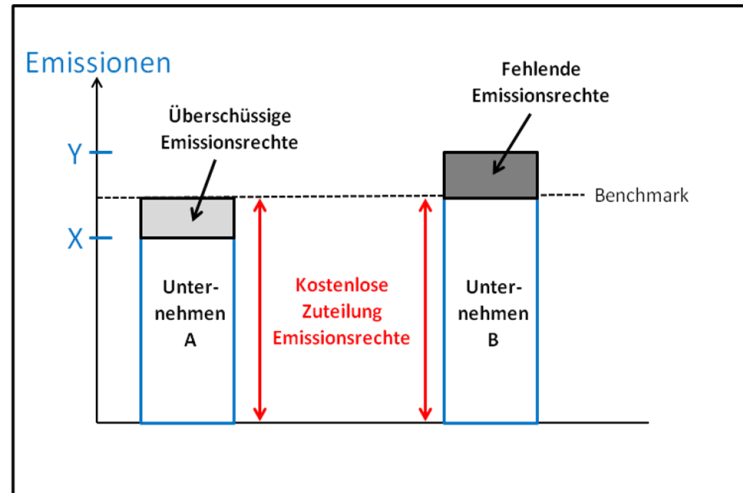 Emissionen
Überschüssige
Emissionsrechte
Fehlende
Emissionsrechte
Y
Benchmark
X
Unter-
nehmen
A
Kostenlose
Zuteilung
Emissionsrechte
Unter-
nehmen
B